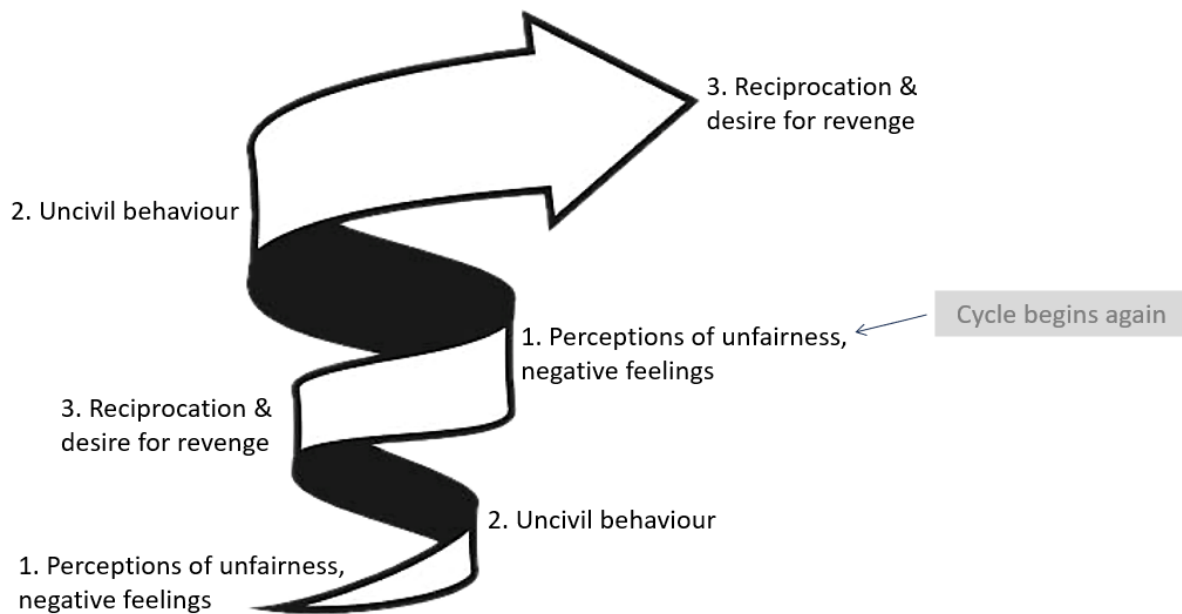 3. Reciprocation &
desire for revenge
2. Uncivil behaviour
Cycle begins again
1. Perceptions of unfairness,
negative feelings
3. Reciprocation &
desire for revenge
2. Uncivil behaviour
1. Perceptions of unfairness,
negative feelings